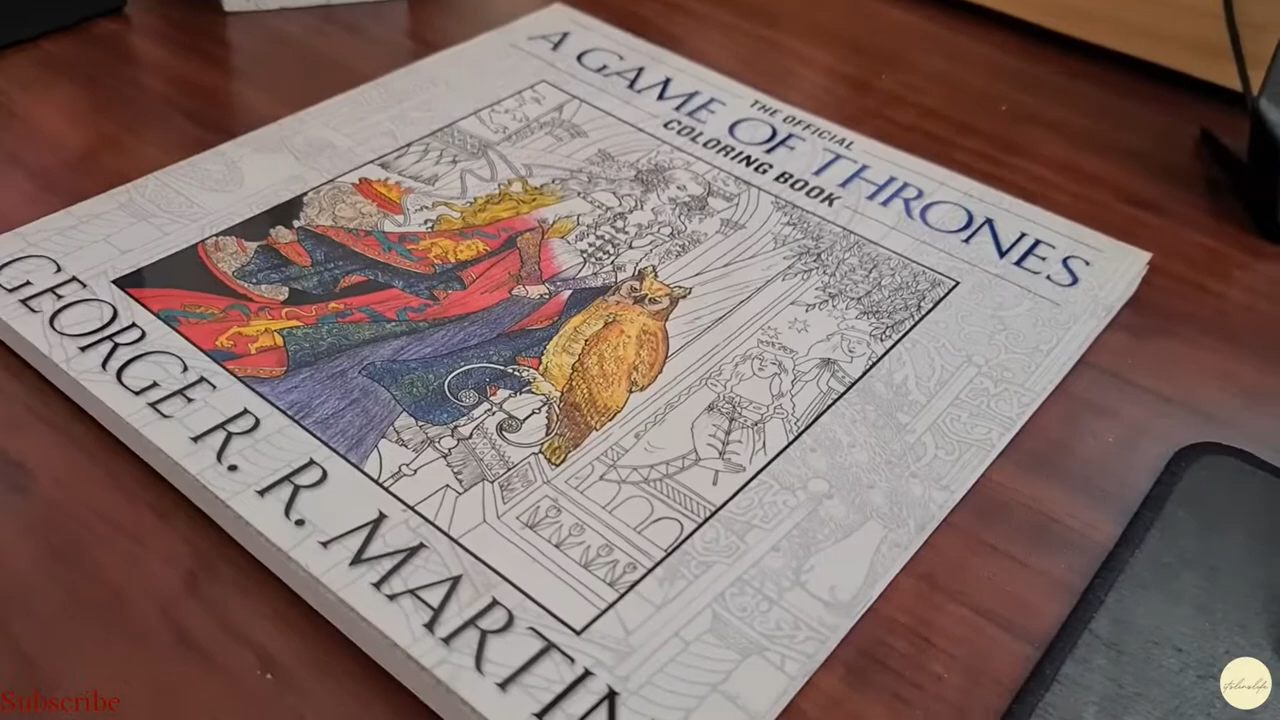 A GAME OF THRONES
THE OFFICIAL
COLORING BOOK
GEORGE R. R. MARTIN
Subscribe